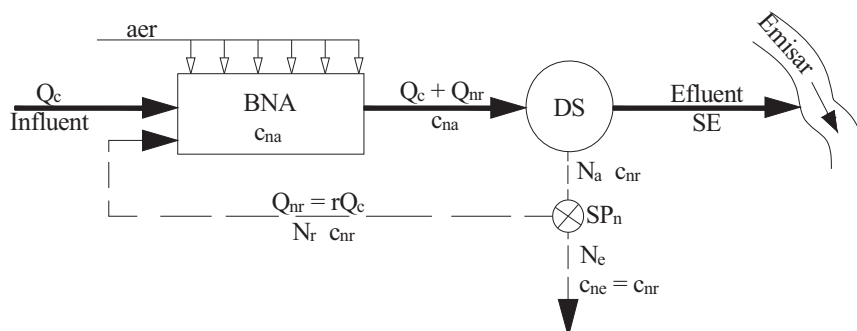 aer
Emisar
Qc
Influent
BNA
cna
Qc + Qnr
cna
DS
Efluent
SE
Na cnr
Qnr = rQc
Nr cnr
SPn
Ne
cne = cnr